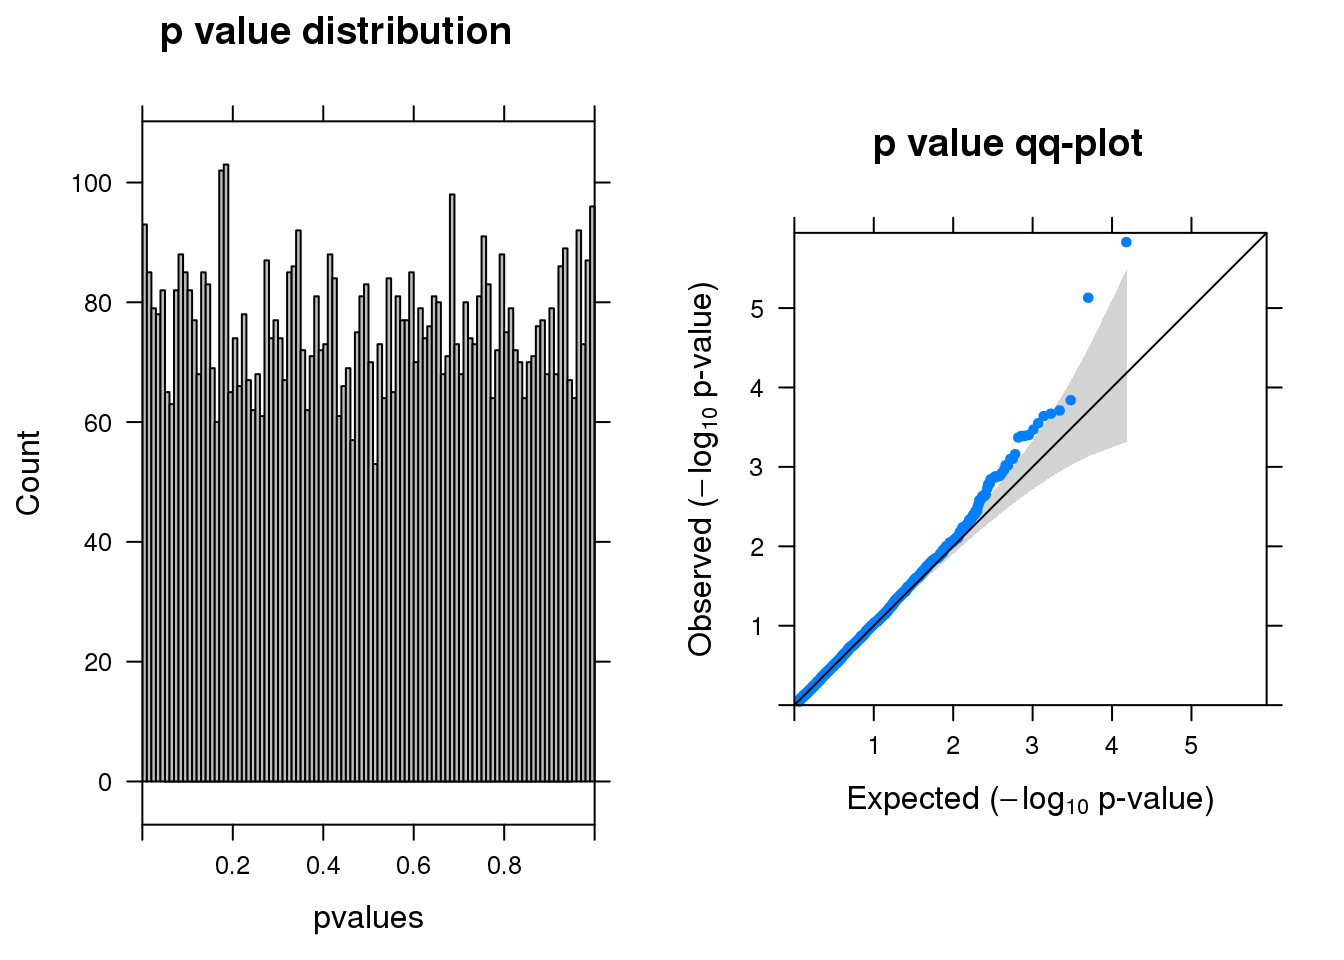 p value distribution
100
80
60
40
20
0
Count
0.2 0.4 0.6 0.8
pvalues
p value qq-plot
5
4
3
2
1
Observed (−log10 p-value)
1 2 3 4 5
Expected (−log10 p-value)